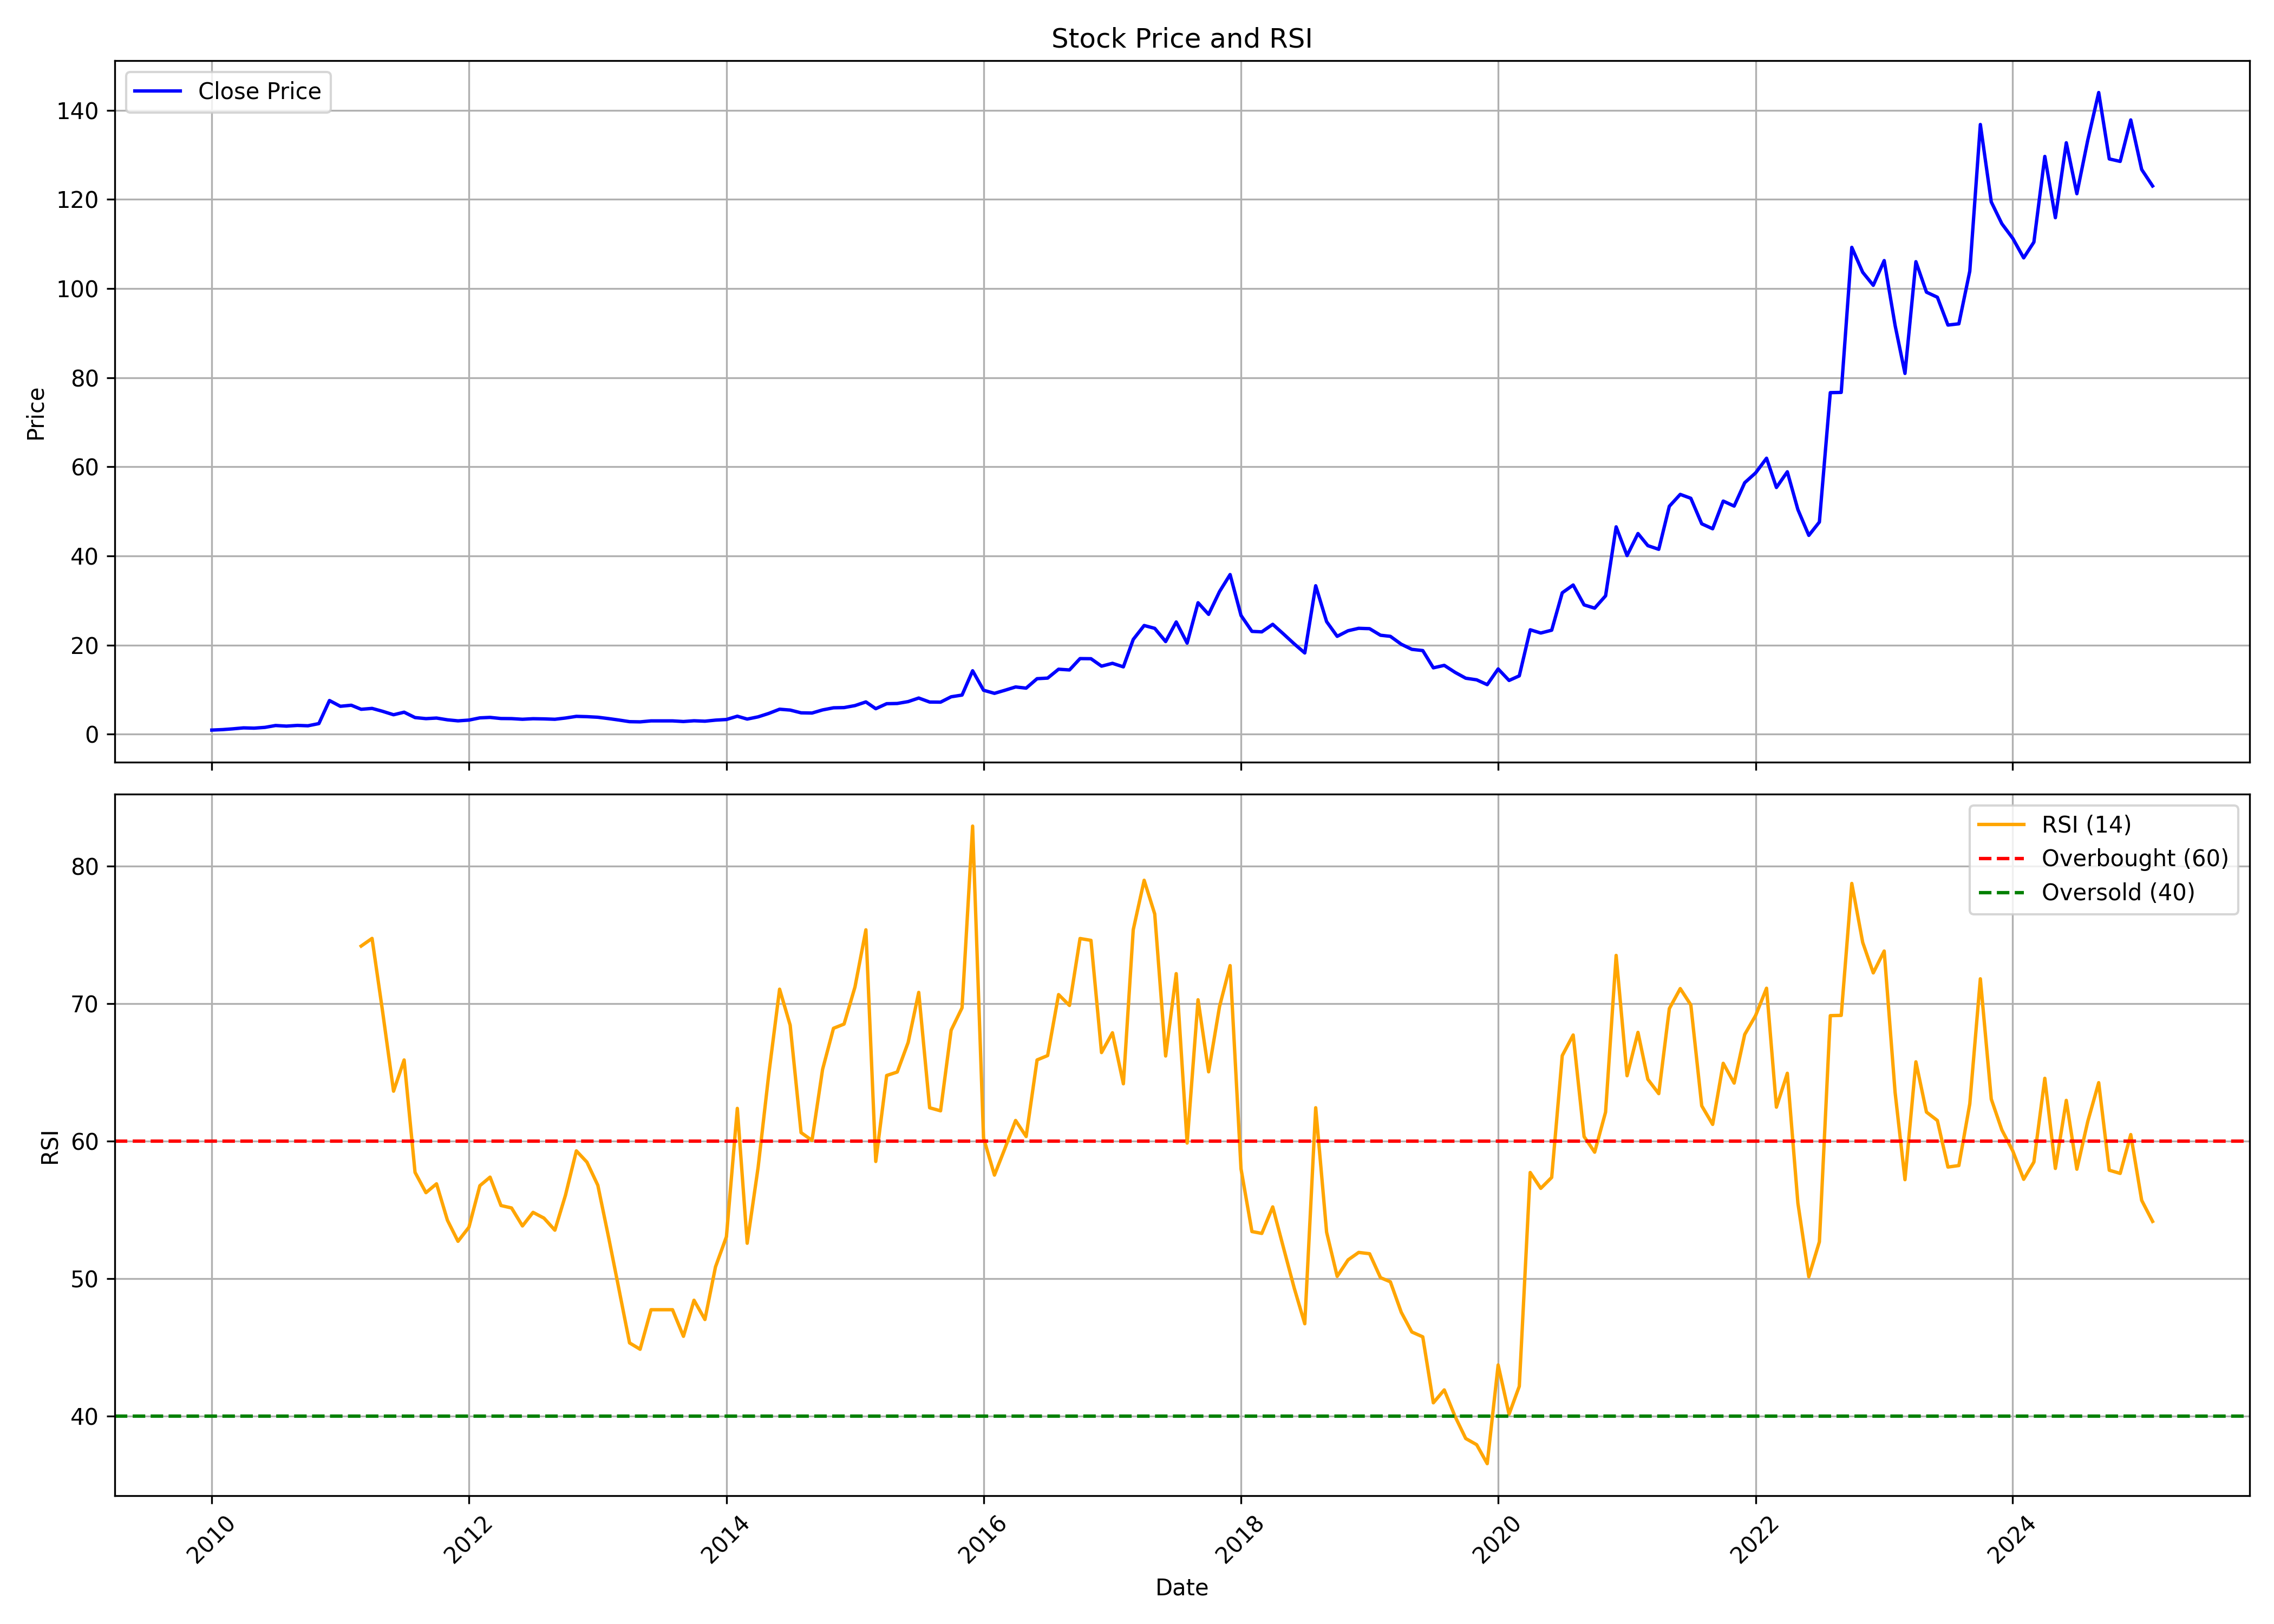 Stock Price and RSI
Close Price
140
120
100
80
60
40
20
0
Price
RSI (14)
Overbought (60)
Oversold (40)
80
70
60
50
40
RSI
2010
2012
2014
2016
2018
2020
2022
2024
Date